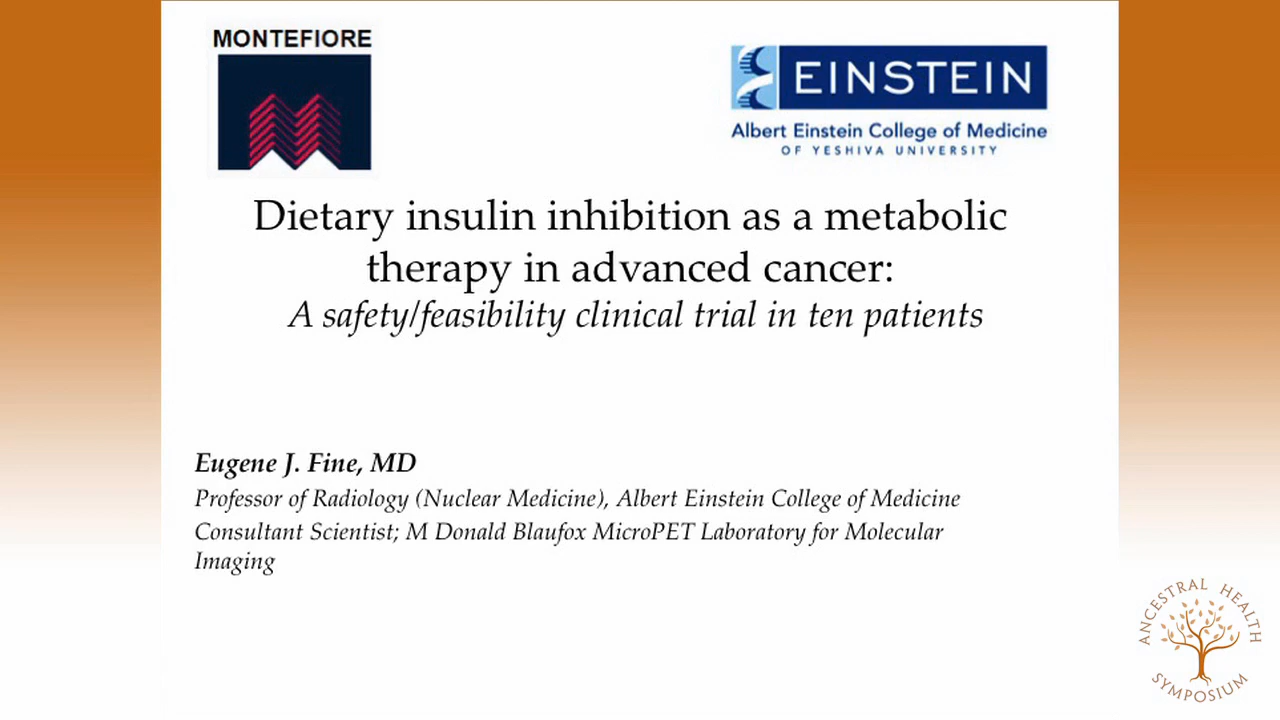 MONTEFIORE
EINSTEIN
Albert Einstein College of Medicine
OF YESHIVA UNIVERSITY
Dietary insulin inhibition as a metabolic
therapy in advanced cancer:
A safety/feasibility clinical trial in ten patients
Eugene J. Fine, MD
Professor of Radiology (Nuclear Medicine), Albert Einstein College of Medicine
Consultant Scientist; M Donald Blaufox MicroPET Laboratory for Molecular
Imaging
ANCESTRAL HEALTH
SYMPOSIUM